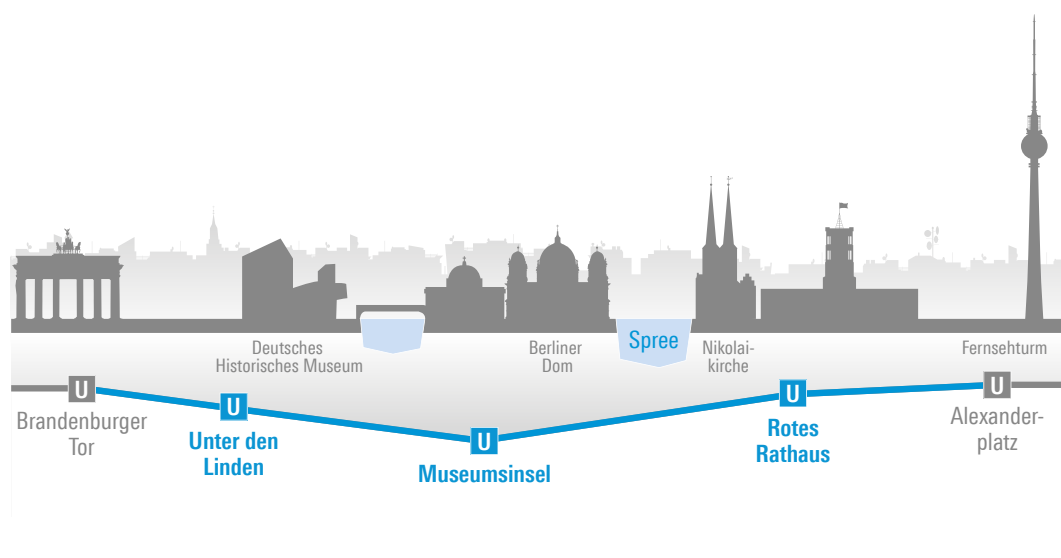 Deutsches
Historisches Museum
Berliner
Dom
Spree
Nikolai-
kirche
Fernsehturm
U
Brandenburger
Tor
U
Unter den
Linden
U
Museumsinsel
U
Rotes
Rathaus
U
Alexander-
platz